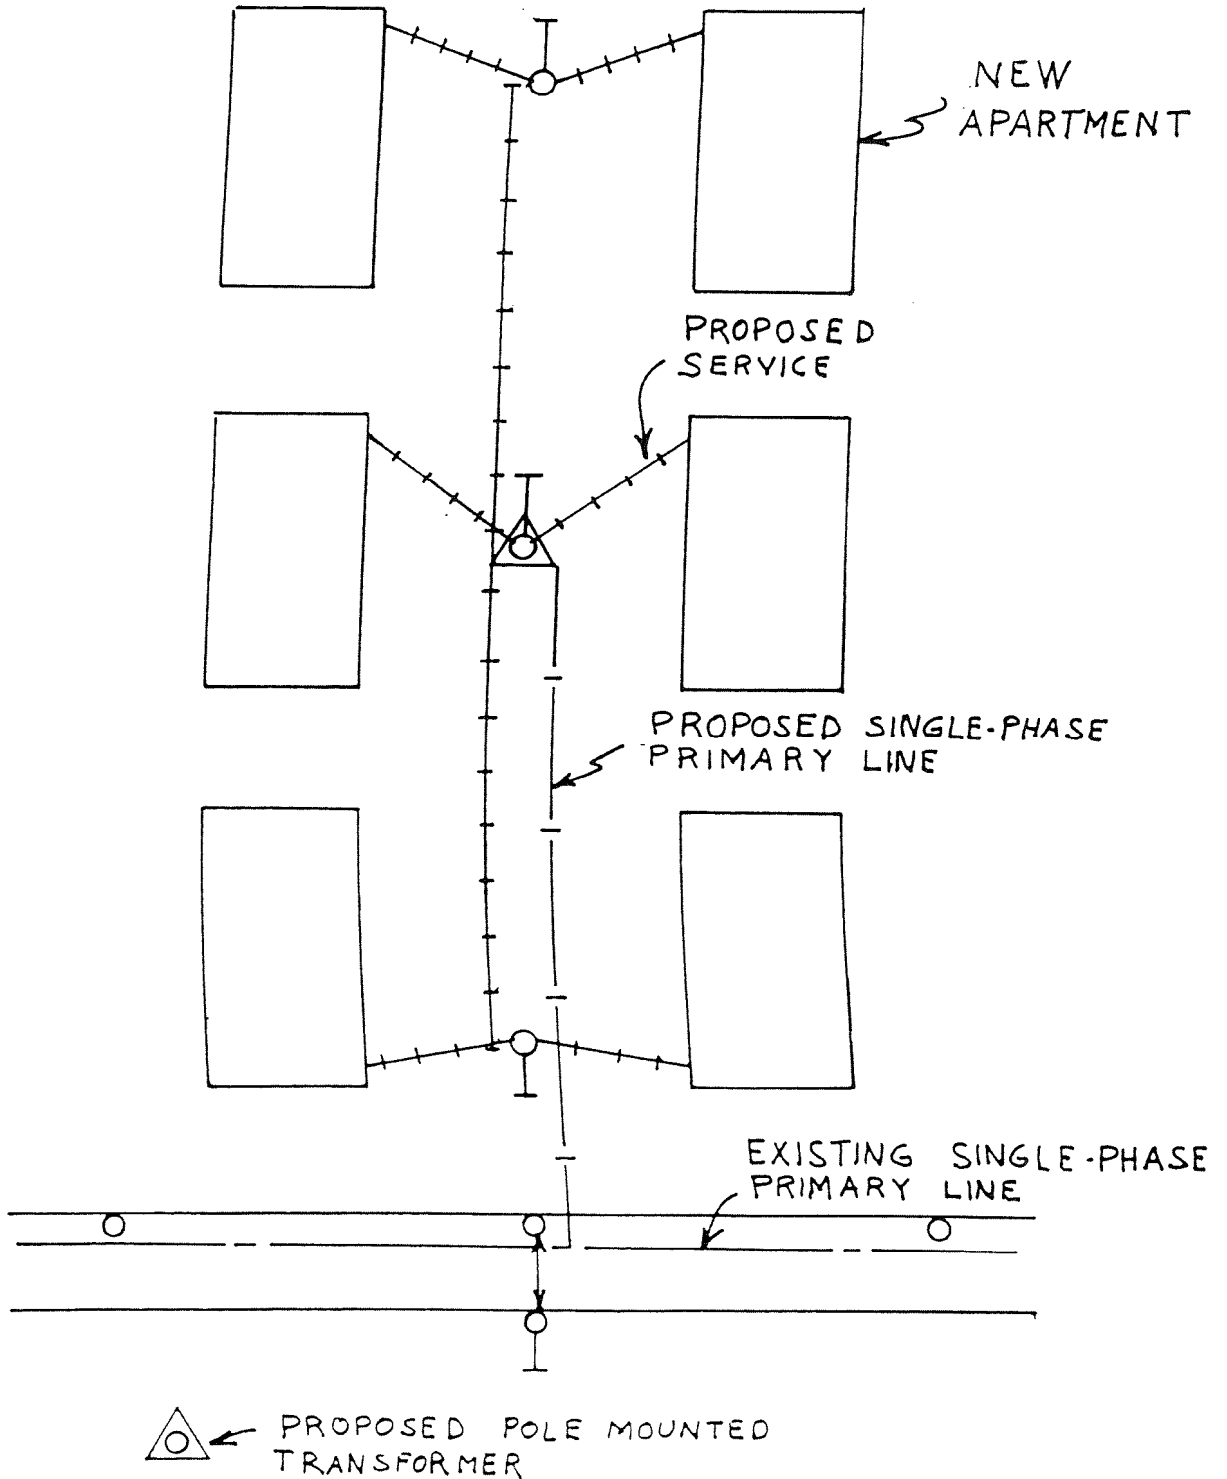 NEW
APARTMENT
PROPOSED
SERVICE
PROPOSED SINGLE-PHASE
PRIMARY LINE
EXISTING SINGLE-PHASE
PRIMARY LINE
PROPOSED POLE MOUNTED
TRANSFORMER